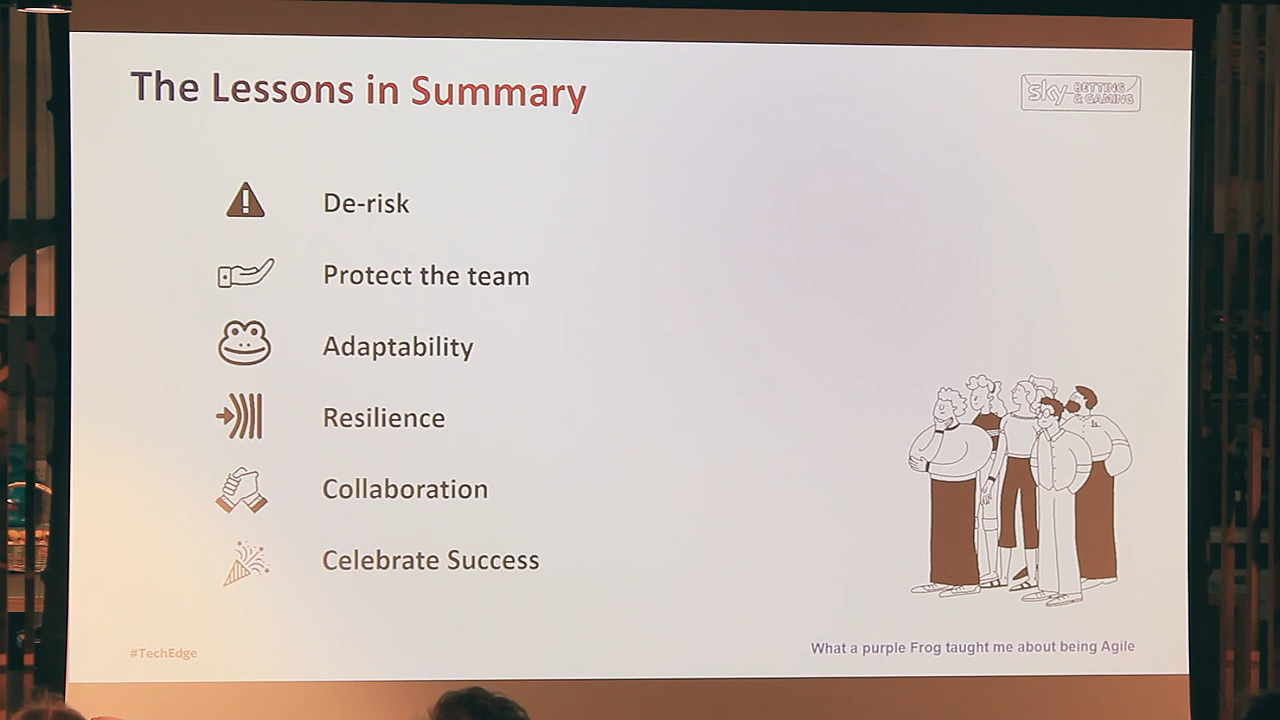 The Lessons in Summary
sky BETTING
& GAMING
De-risk
Protect the team
Adaptability
Resilience
Collaboration
Celebrate Success
#TechEdge
What a purple Frog taught me about being Agile